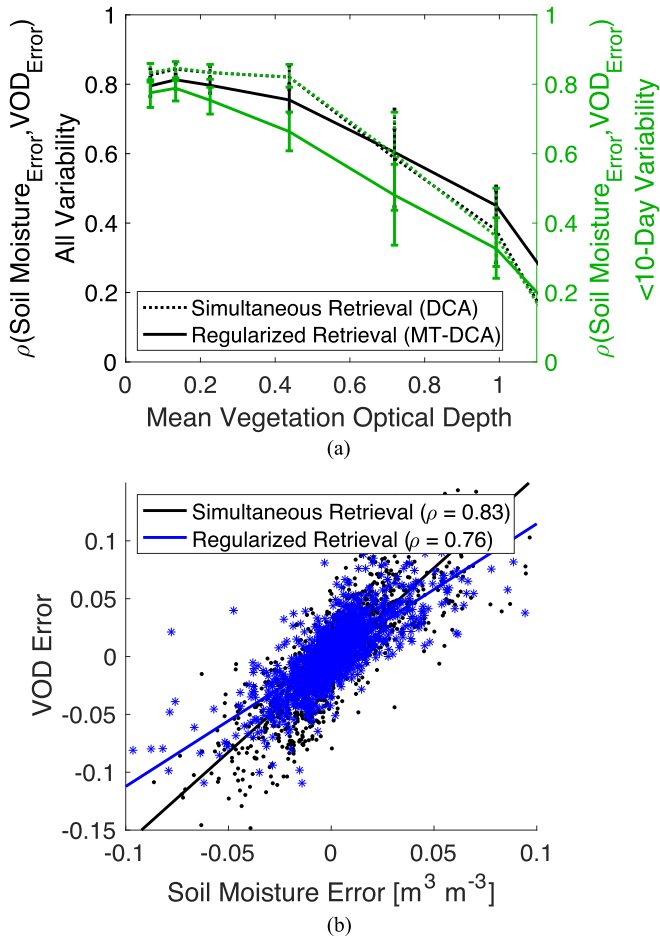 ρ(Soil Moisture_Error, VOD_Error)
All Variability
1
0.8
0.6
0.4
0.2
0
1
0.8
0.6
0.4
0.2
0
ρ(Soil Moisture_Error, VOD_Error)
<10-Day Variability
Simultaneous Retrieval (DCA)
Regularized Retrieval (MT-DCA)
0 0.2 0.4 0.6 0.8 1
Mean Vegetation Optical Depth
(a)
VOD Error
0.1
0.05
0
-0.05
-0.1
-0.15
Simultaneous Retrieval (ρ = 0.83)
Regularized Retrieval (ρ = 0.76)
-0.1 -0.05 0 0.05 0.1
Soil Moisture Error [m³ m⁻³]
(b)